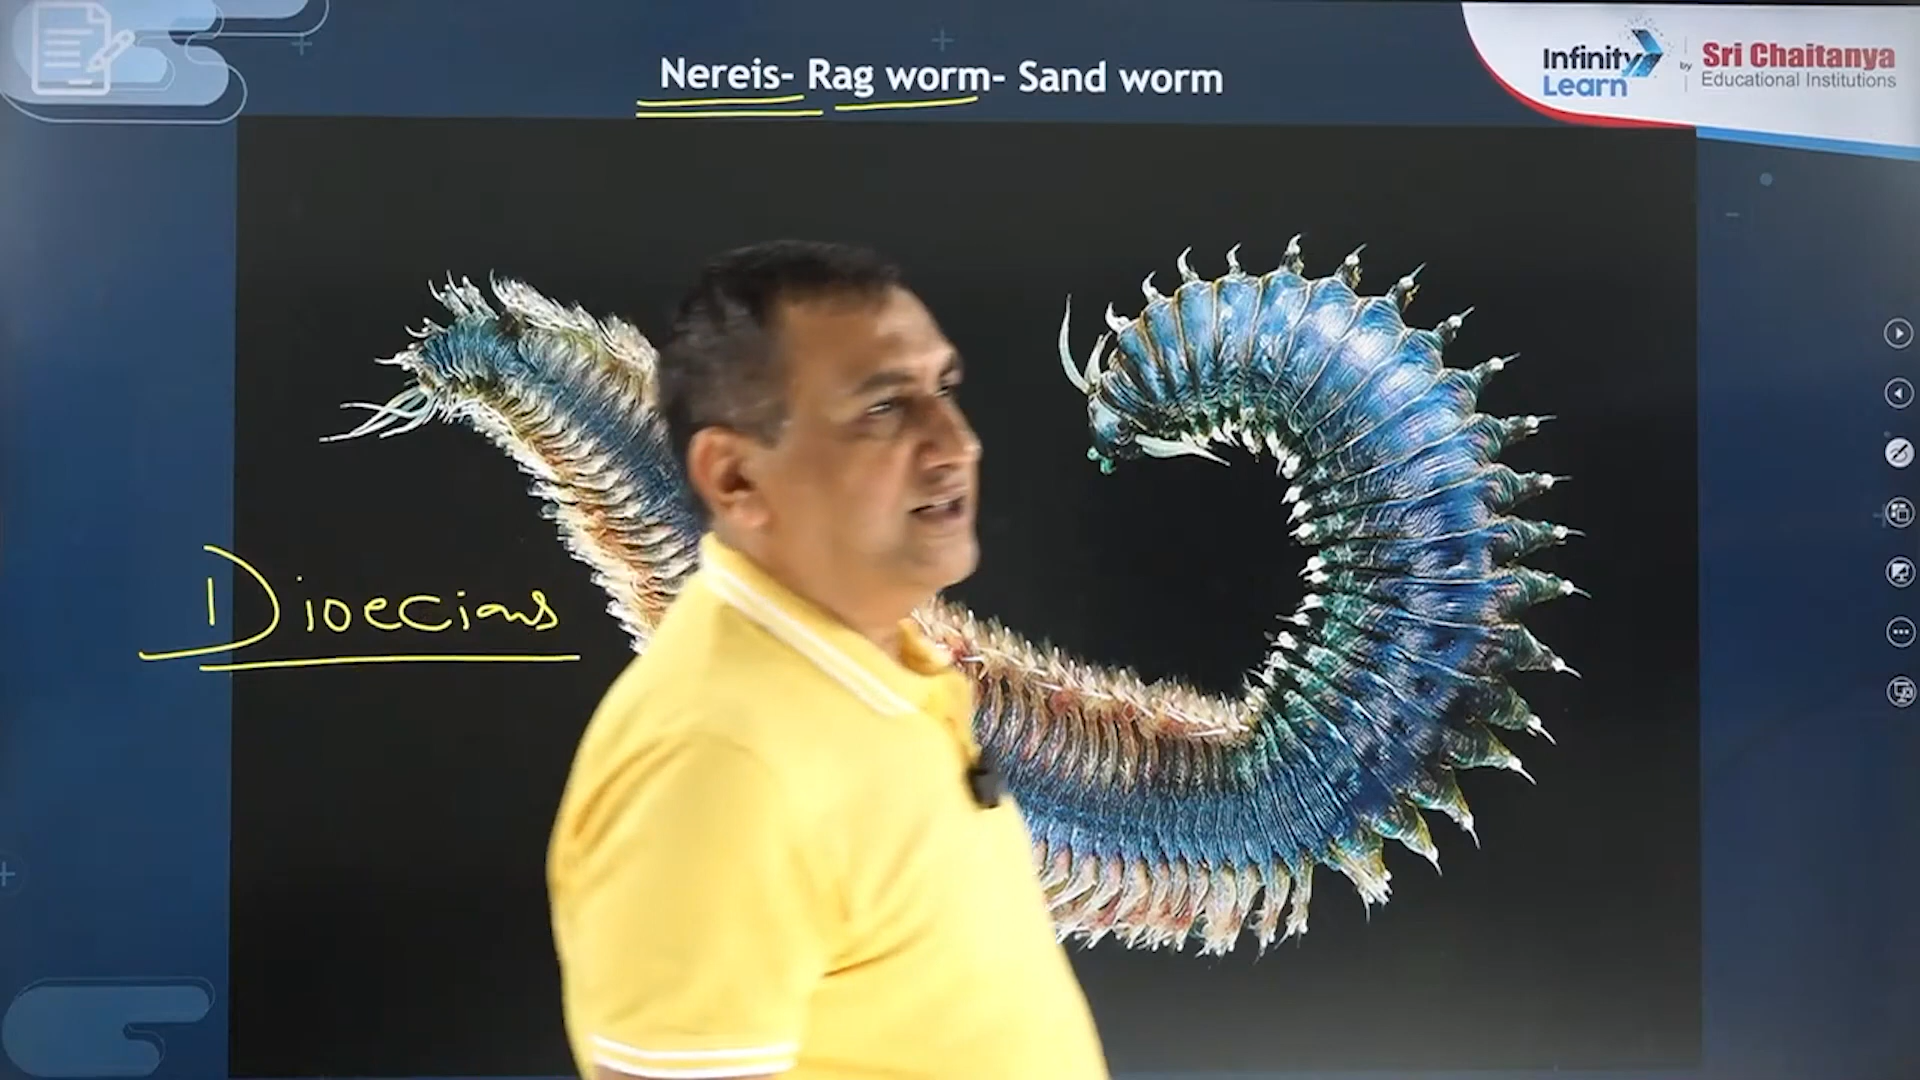 Nereis- Rag worm- Sand worm
Infinity Learn by Sri Chaitanya
Educational Institutions
Dioecious